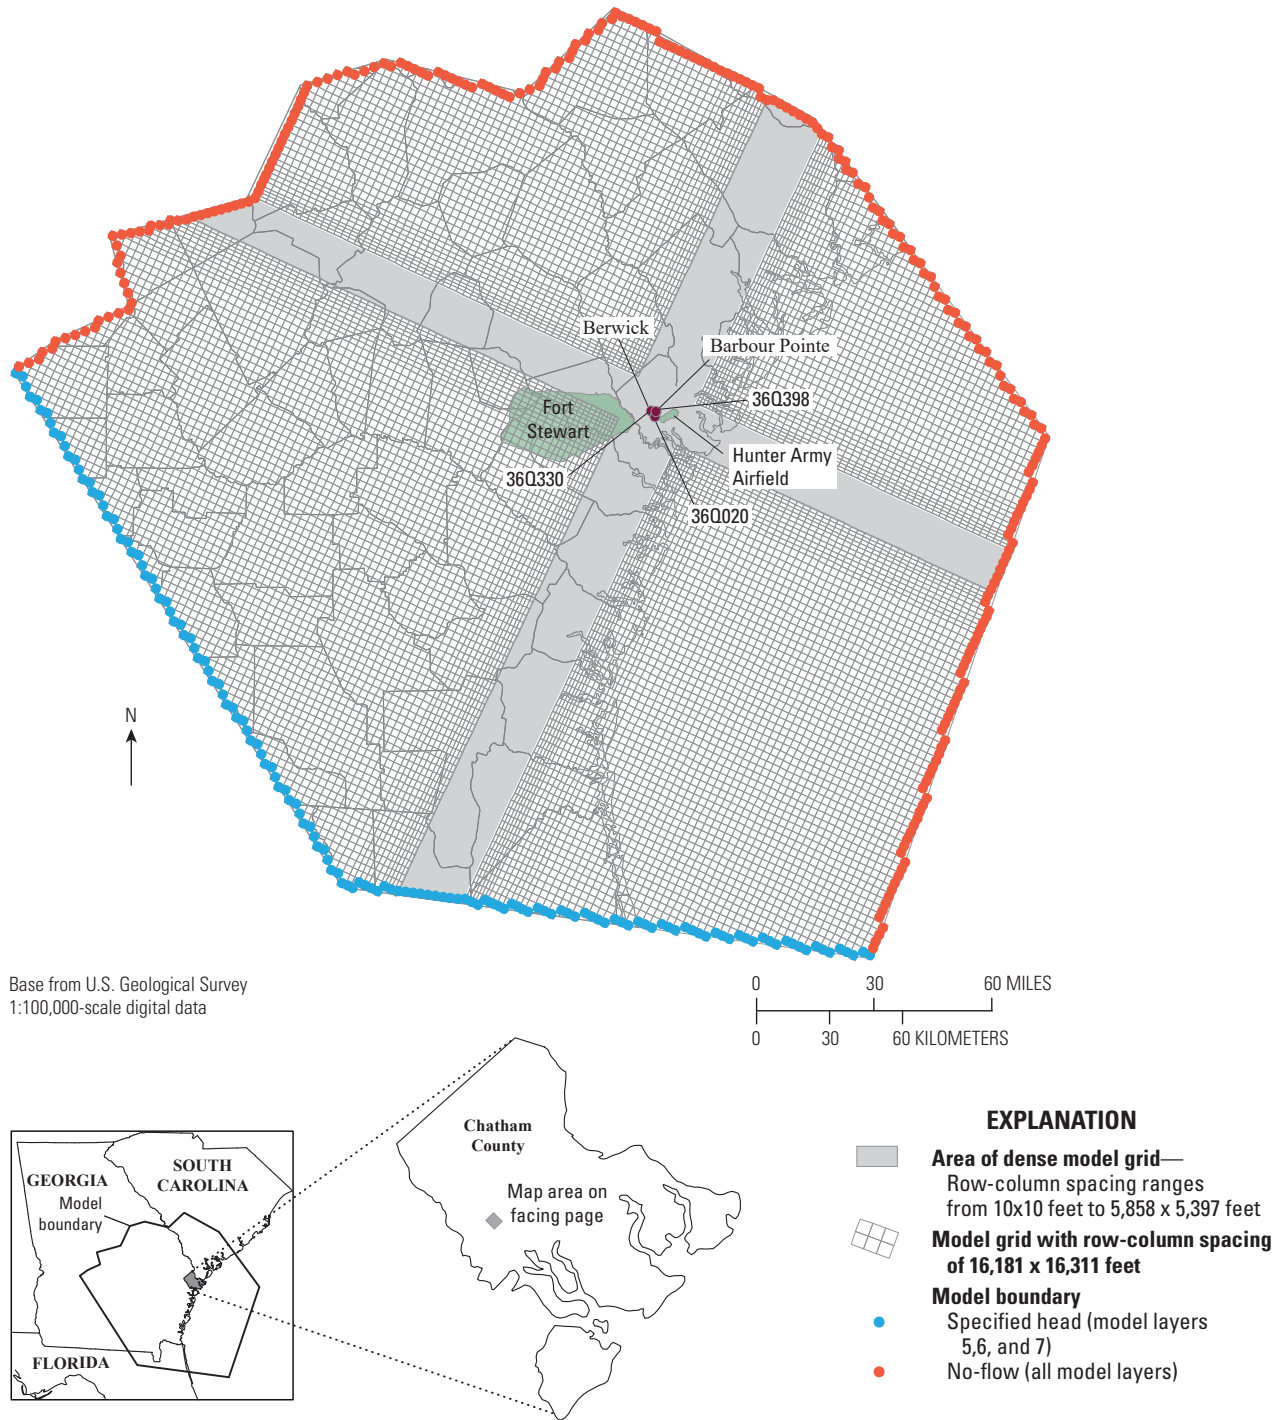 Berwick
Barbour Pointe
36Q398
Fort
Stewart
Hunter Army
Airfield
36Q330
36Q020
N
Base from U.S. Geological Survey
1:100,000-scale digital data
0 30 60 MILES
0 30 60 KILOMETERS
GEORGIA
SOUTH
CAROLINA
Model
boundary
FLORIDA
Chatham
County
Map area on
facing page
EXPLANATION
Area of dense model grid—
Row-column spacing ranges
from 10x10 feet to 5,858 x 5,397 feet
Model grid with row-column spacing
of 16,181 x 16,311 feet
Model boundary
Specified head (model layers
5,6, and 7)
No-flow (all model layers)